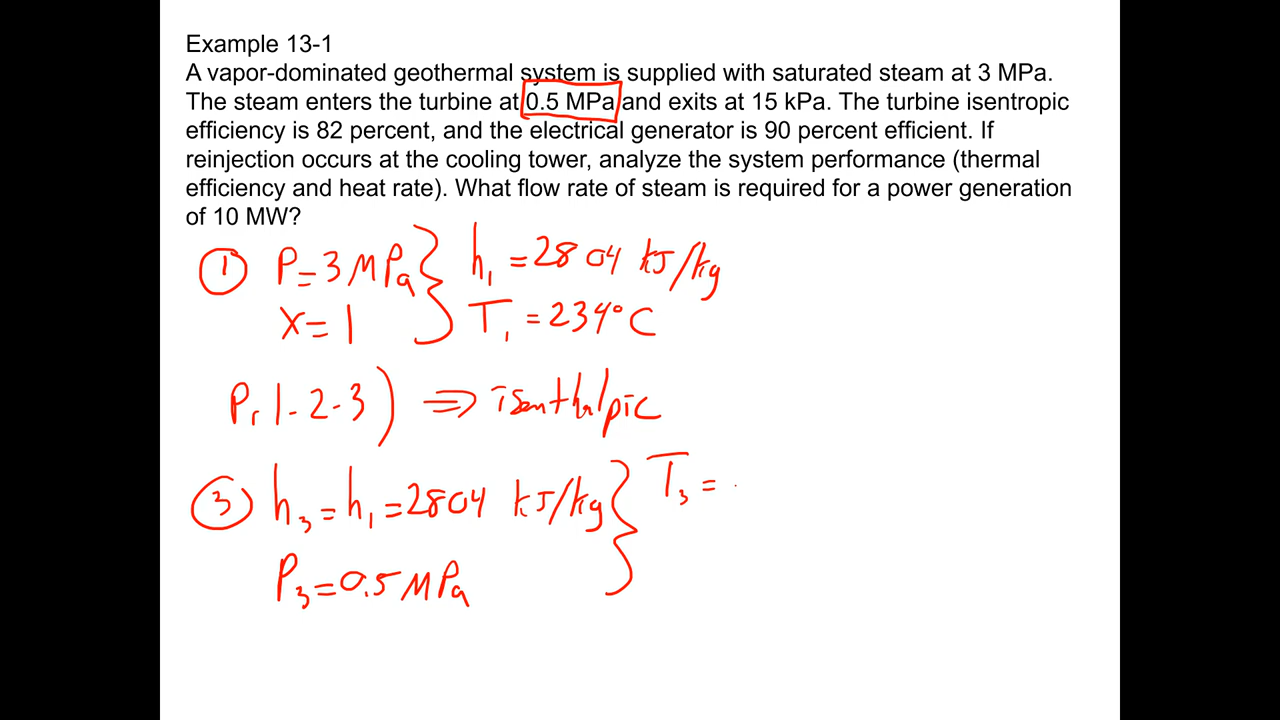 Example 13-1
A vapor-dominated geothermal system is supplied with saturated steam at 3 MPa.
The steam enters the turbine at 0.5 MPa and exits at 15 kPa. The turbine isentropic
efficiency is 82 percent, and the electrical generator is 90 percent efficient. If
reinjection occurs at the cooling tower, analyze the system performance (thermal
efficiency and heat rate). What flow rate of steam is required for a power generation
of 10 MW?
① P=3MPa } h₁ = 2804 kJ/kg
x=1 T₁ = 234°C
Pr 1-2-3) ⇒ isenthalpic
③ h₃=h₁=2804 kJ/kg } T₃ =
P₃=0.5MPa